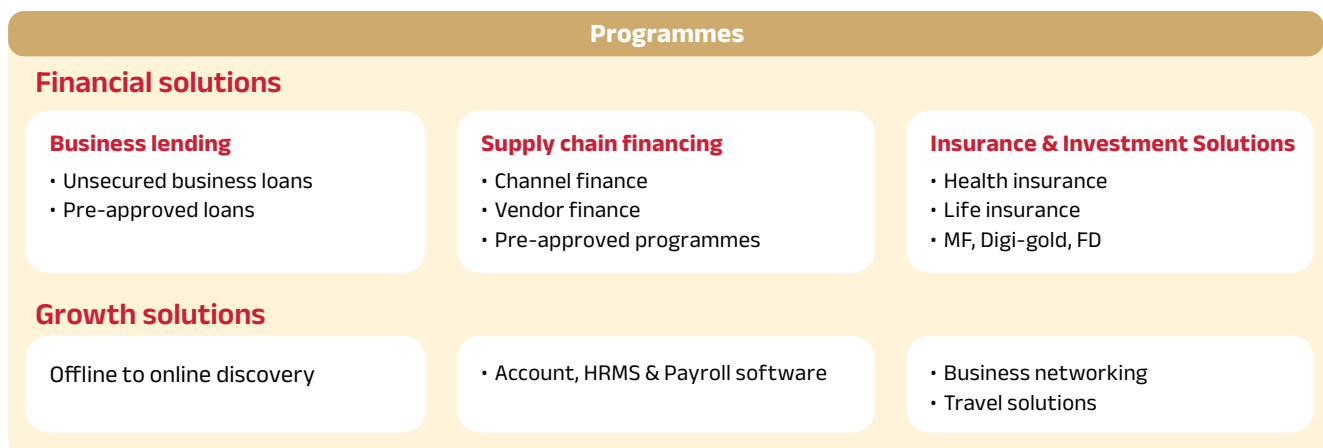 Programmes
Financial solutions
Business lending
• Unsecured business loans
• Pre-approved loans
Supply chain financing
• Channel finance
• Vendor finance
• Pre-approved programmes
Insurance & Investment Solutions
• Health insurance
• Life insurance
• MF, Digi-gold, FD
Growth solutions
Offline to online discovery
• Account, HRMS & Payroll software
• Business networking
• Travel solutions